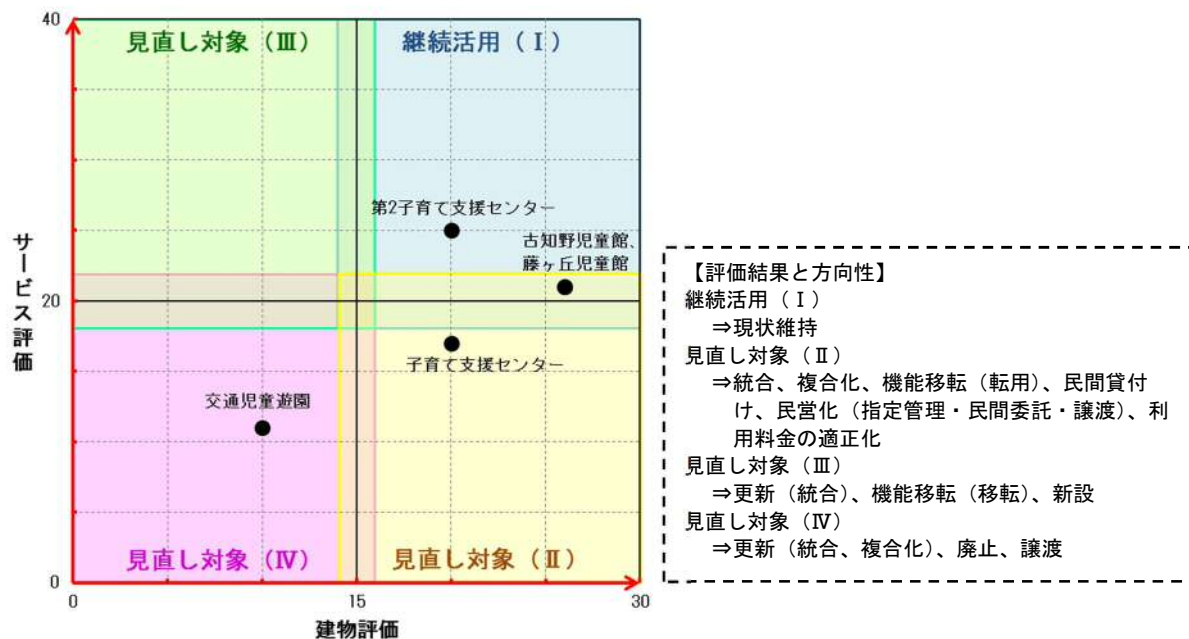 40
見直し対象（Ⅲ）
継続活用（Ⅰ）
第2子育て支援センター
古知野児童館、
藤ヶ丘児童館
サービス評価
20
子育て支援センター
交通児童遊園
見直し対象（Ⅳ）
見直し対象（Ⅱ）
0
0
15
30
建物評価
【評価結果と方向性】
継続活用（Ⅰ）
⇒現状維持
見直し対象（Ⅱ）
⇒統合、複合化、機能移転（転用）、民間貸付
け、民営化（指定管理・民間委託・譲渡）、利
用料金の適正化
見直し対象（Ⅲ）
⇒更新（統合）、機能移転（移転）、新設
見直し対象（Ⅳ）
⇒更新（統合、複合化）、廃止、譲渡